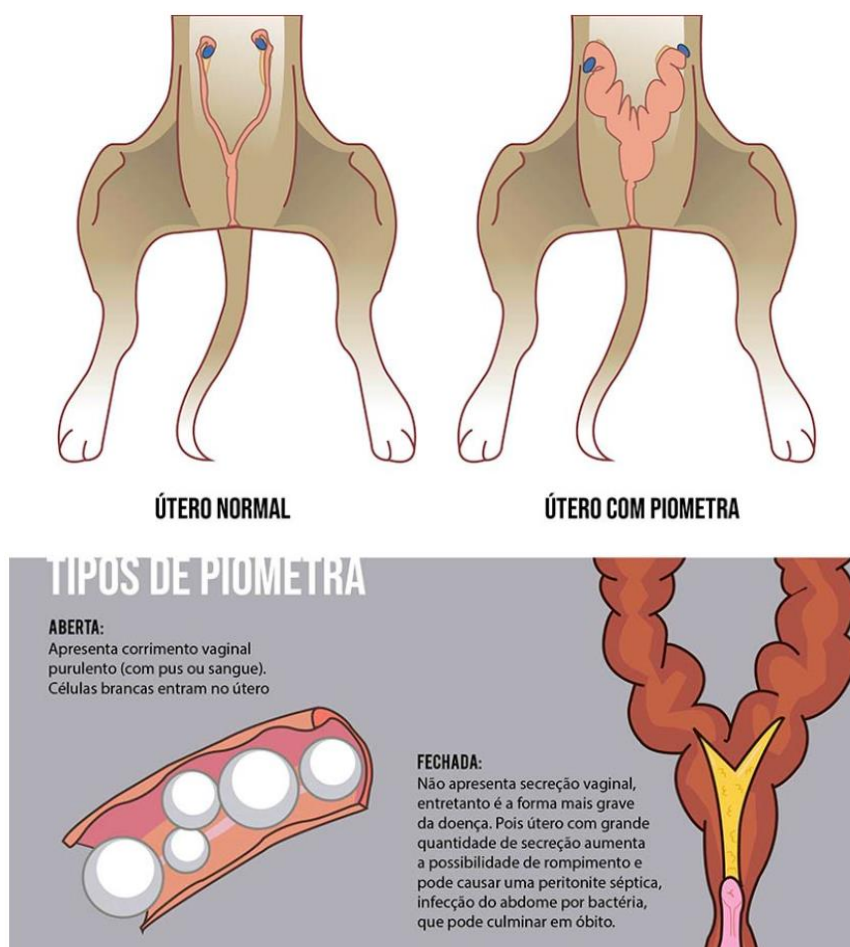 ÚTERO NORMAL
ÚTERO COM PIOMETRA
TIPOS DE PIOMETRA
ABERTA:
Apresenta corrimento vaginal
purulento (com pus ou sangue).
Células brancas entram no útero
FECHADA:
Não apresenta secreção vaginal,
entretanto é a forma mais grave
da doença. Pois útero com grande
quantidade de secreção aumenta
a possibilidade de rompimento e
pode causar uma peritonite séptica,
infecção do abdome por bactéria,
que pode culminar em óbito.